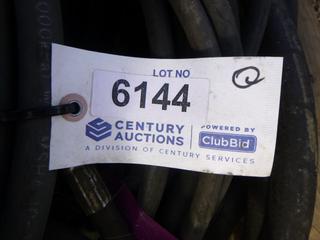 LOT NO
6144
CENTURY
AUCTIONS
POWERED BY
ClubBid
A DIVISION OF CENTURY SERVICES